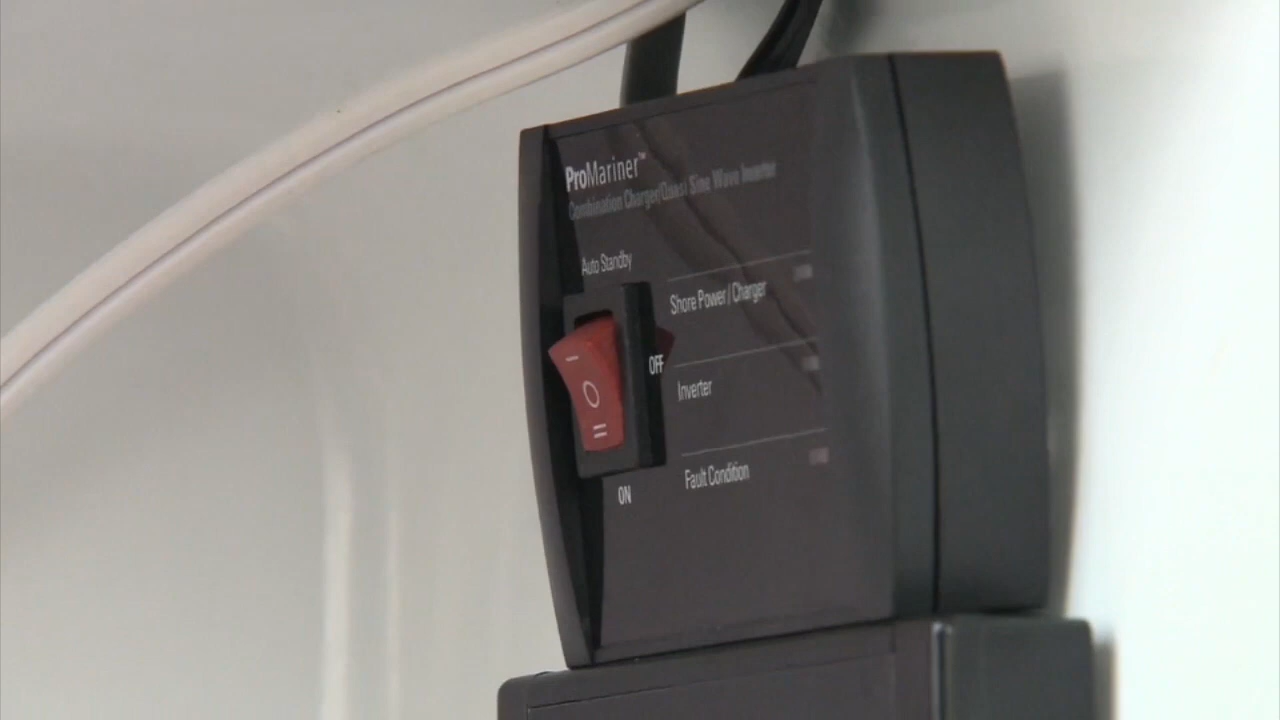 ProMariner™
Combination Charger/Quasi Sine Wave Inverter
Auto Standby
Shore Power / Charger
OFF
Inverter
Fault Condition
ON